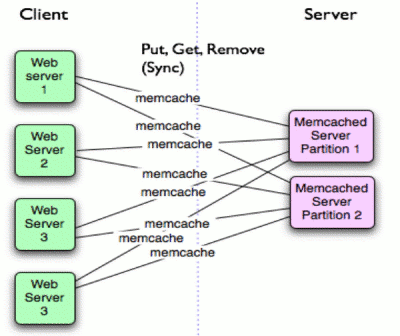 Client
Server
Put, Get, Remove
(Sync)
Web
server
1
memcache
memcache
Memcached
Server
Partition 1
Web
Server
2
memcache
memcache
memcache
Memcached
Server
Partition 2
Web
Server
3
memcache
memcache
memcache
Web
Server
3